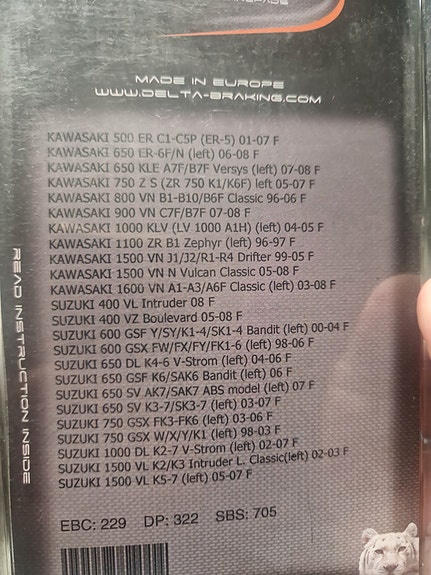 MADE IN EUROPE
WWW.DELTA-BRAKING.COM
KAWASAKI 500 ER C1-C5P (ER-5) 01-07 F
KAWASAKI 650 ER-6F/N (left) 06-08 F
KAWASAKI 650 KLE A7F/B7F Versys (left) 07-08 F
KAWASAKI 750 Z S (ZR 750 K1/K6F) left 05-07 F
KAWASAKI 800 VN B1-B10/B6F Classic 96-06 F
KAWASAKI 900 VN C7F/B7F 07-08 F
KAWASAKI 1000 KLV (LV 1000 A1H) 04-05 F
KAWASAKI 1100 ZR B1 Zephyr (left) 96-97 F
KAWASAKI 1500 VN J1/J2/R1-R4 Drifter 99-05 F
KAWASAKI 1500 VN N Vulcan Classic 05-08 F
KAWASAKI 1600 VN A1-A3/A6F Classic (left) 03-08 F
SUZUKI 400 VL Intruder 08 F
SUZUKI 400 VZ Boulevard 05-08 F
SUZUKI 600 GSF Y/SY/K1-4/SK1-4 Bandit (left) 00-04 F
SUZUKI 600 GSX FW/FX/FY/FK1-6 (left) 98-06 F
SUZUKI 650 DL K4-6 V-Strom (left) 04-06 F
SUZUKI 650 GSF K6/SAK6 Bandit (left) 06 F
SUZUKI 650 SV AK7/SAK7 ABS model (left) 07 F
SUZUKI 650 SV K3-7/SK3-7 (left) 03-07 F
SUZUKI 750 GSX FK3-FK6 (left) 03-06 F
SUZUKI 750 GSX W/X/Y/K1 (left) 98-03 F
SUZUKI 1000 DL K2-7 V-Strom (left) 02-07 F
SUZUKI 1500 VL K2/K3 Intruder L. Classic(left) 02-03 F
SUZUKI 1500 VL K5-7 (left) 05-07 F
EBC: 229 DP: 322 SBS: 705
READ INSTRUCTION INSIDE